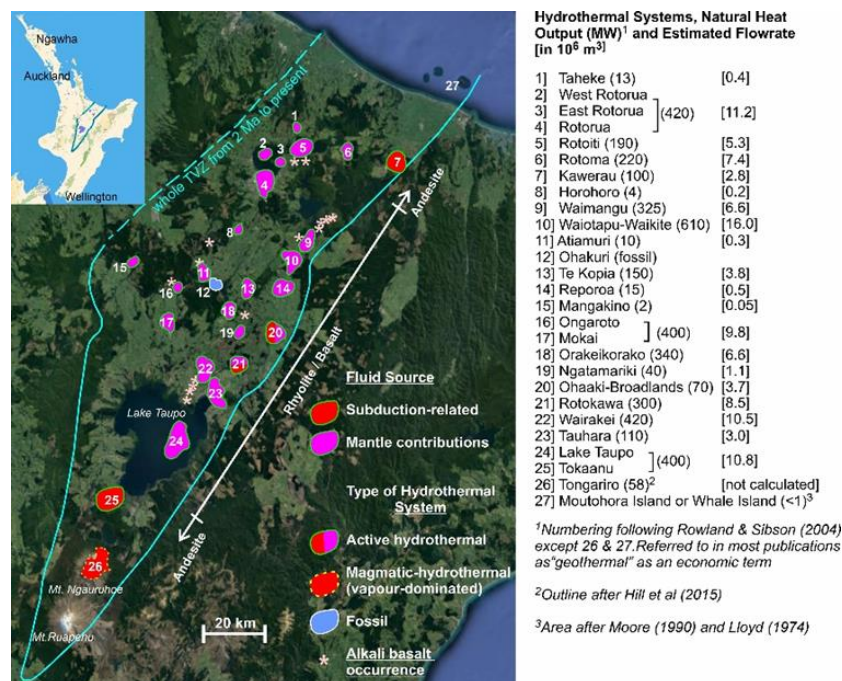 Ngawha
Auckland
Wellington
whole TVZ from 2 Ma to present
27
1
2
3
5
6
7
4
8
9
10
15
11
16
12
13
14
17
18
19
20
22
21
23
Lake Taupo
24
25
26
Mt. Ngauruhoe
Mt.Ruapehu
Andesite
Rhyolite / Basalt
Andesite
20 km
Fluid Source
Subduction-related
Mantle contributions
Type of Hydrothermal
System
Active hydrothermal
Magmatic-hydrothermal
(vapour-dominated)
Fossil
Alkali basalt
occurrence
Hydrothermal Systems, Natural Heat
Output (MW)¹ and Estimated Flowrate
[in 10⁶ m³]
1] Taheke (13) [0.4]
2] West Rotorua
3] East Rotorua (420) [11.2]
4] Rotorua
5] Rotoiti (190) [5.3]
6] Rotoma (220) [7.4]
7] Kawerau (100) [2.8]
8] Horohoro (4) [0.2]
9] Waimangu (325) [6.6]
10] Waiotapu-Waikite (610) [16.0]
11] Atiamuri (10) [0.3]
12] Ohakuri (fossil)
13] Te Kopia (150) [3.8]
14] Reporoa (15) [0.5]
15] Mangakino (2) [0.05]
16] Ongaroto
17] Mokai (400) [9.8]
18] Orakeikorako (340) [6.6]
19] Ngatamariki (40) [1.1]
20] Ohaaki-Broadlands (70) [3.7]
21] Rotokawa (300) [8.5]
22] Wairakei (420) [10.5]
23] Tauhara (110) [3.0]
24] Lake Taupo
25] Tokaanu (400) [10.8]
26] Tongariro (58)² [not calculated]
27] Moutohora Island or Whale Island (<1)³
¹Numbering following Rowland & Sibson (2004)
except 26 & 27.Referred to in most publications
as"geothermal" as an economic term
²Outline after Hill et al (2015)
³Area after Moore (1990) and Lloyd (1974)